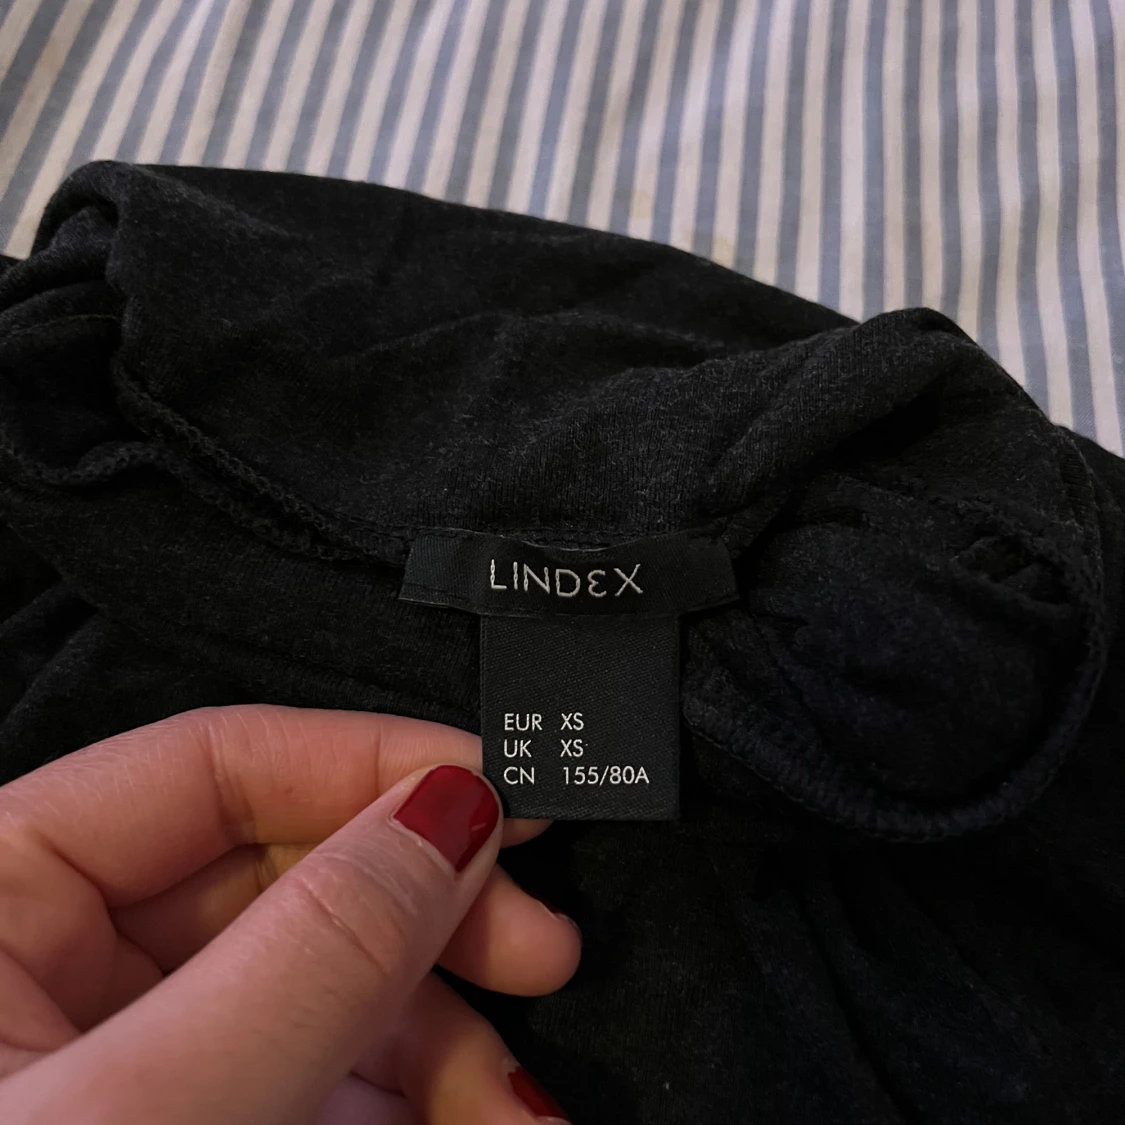 LINDEX
EUR XS
UK XS
CN 155/80A